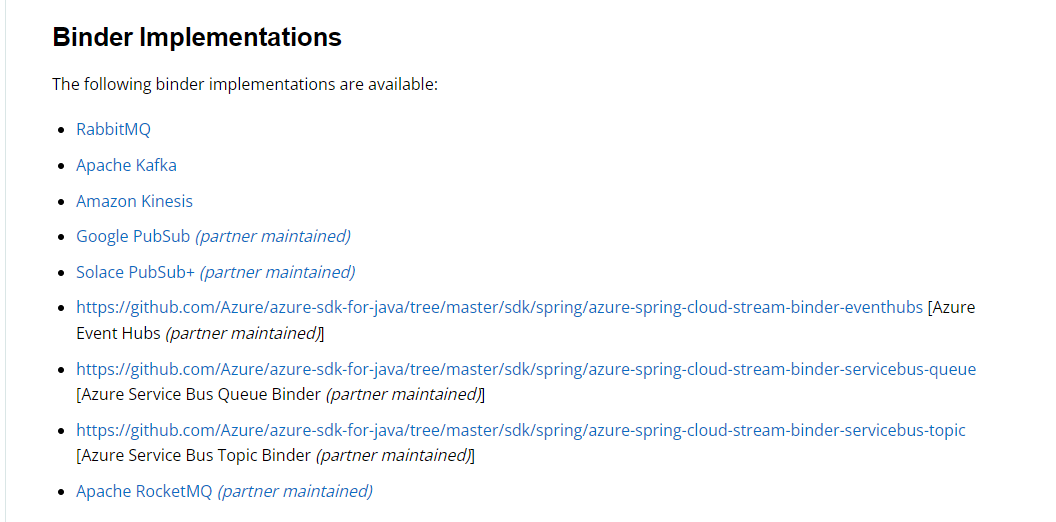 Binder Implementations
The following binder implementations are available:
• RabbitMQ
• Apache Kafka
• Amazon Kinesis
• Google PubSub (partner maintained)
• Solace PubSub+ (partner maintained)
• https://github.com/Azure/azure-sdk-for-java/tree/master/sdk/spring/azure-spring-cloud-stream-binder-eventhubs [Azure
Event Hubs (partner maintained)]
• https://github.com/Azure/azure-sdk-for-java/tree/master/sdk/spring/azure-spring-cloud-stream-binder-servicebus-queue
[Azure Service Bus Queue Binder (partner maintained)]
• https://github.com/Azure/azure-sdk-for-java/tree/master/sdk/spring/azure-spring-cloud-stream-binder-servicebus-topic
[Azure Service Bus Topic Binder (partner maintained)]
• Apache RocketMQ (partner maintained)